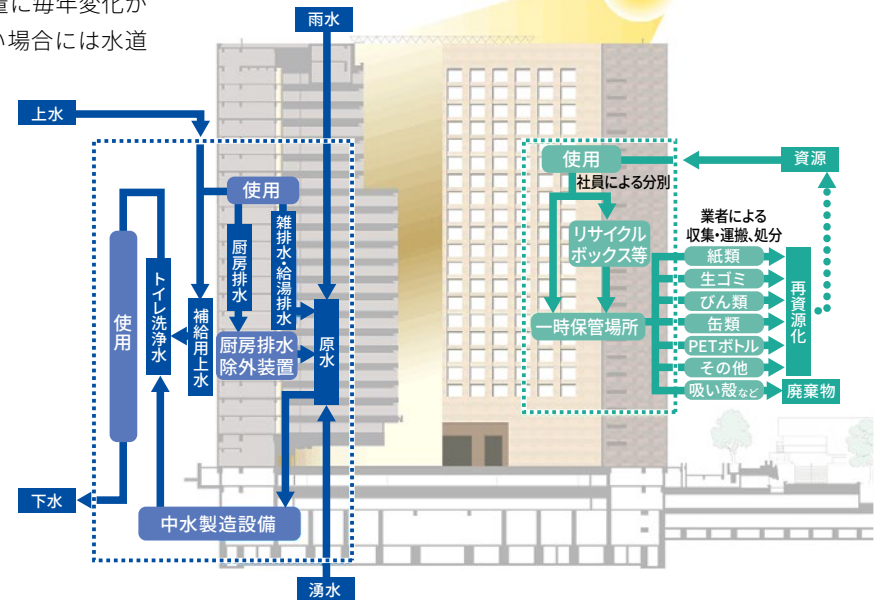 量に毎年変化が
い場合には水道
雨水
上水
使用
雑排水・給湯排水
厨房排水
トイレ洗浄水
補給用上水
使用
厨房排水
除外装置
原水
下水
中水製造設備
湧水
使用
資源
社員による分別
リサイクル
ボックス等
一時保管場所
業者による
収集・運搬、処分
紙類
生ゴミ
びん類
缶類
PETボトル
その他
吸い殻など
再資源化
廃棄物